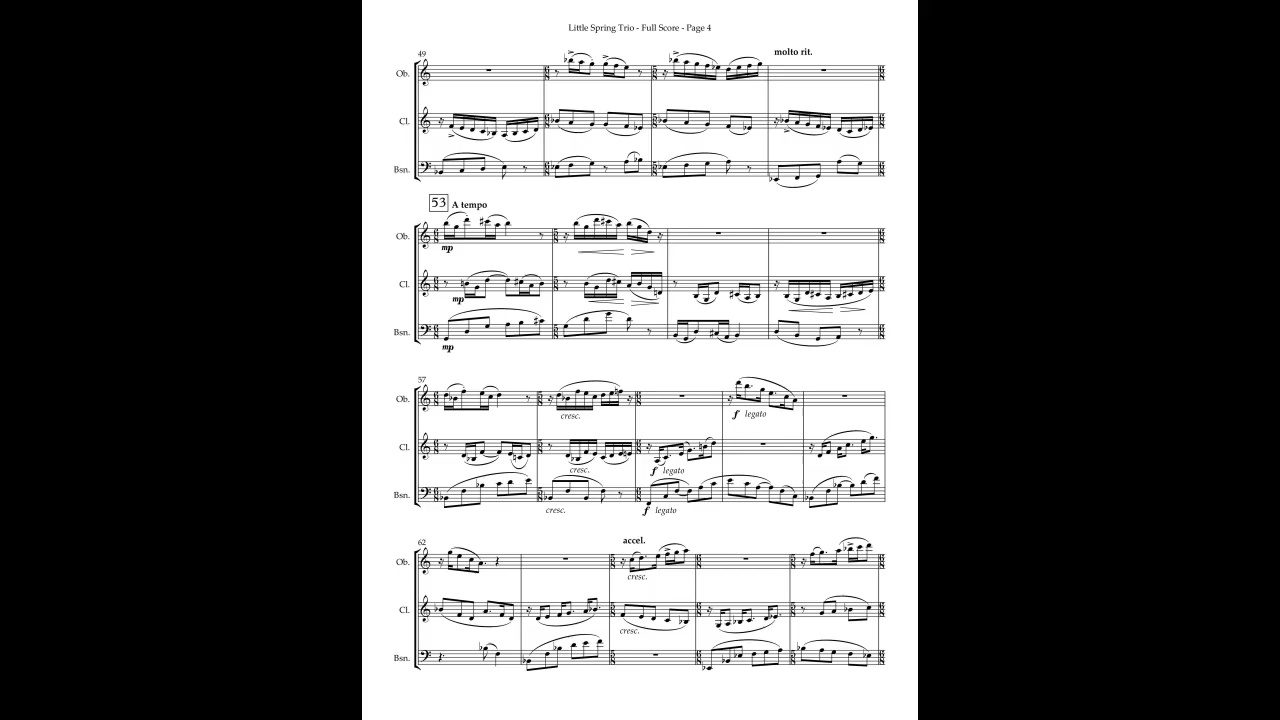 Little Spring Trio - Full Score - Page 4
49
molto rit.
Ob.
Cl.
Bsn.
53 A tempo
Ob.
mp
Cl.
mp
Bsn.
mp
57
Ob.
cresc.
f legato
Cl.
cresc.
f legato
Bsn.
cresc.
f legato
62
accel.
Ob.
cresc.
Cl.
cresc.
Bsn.